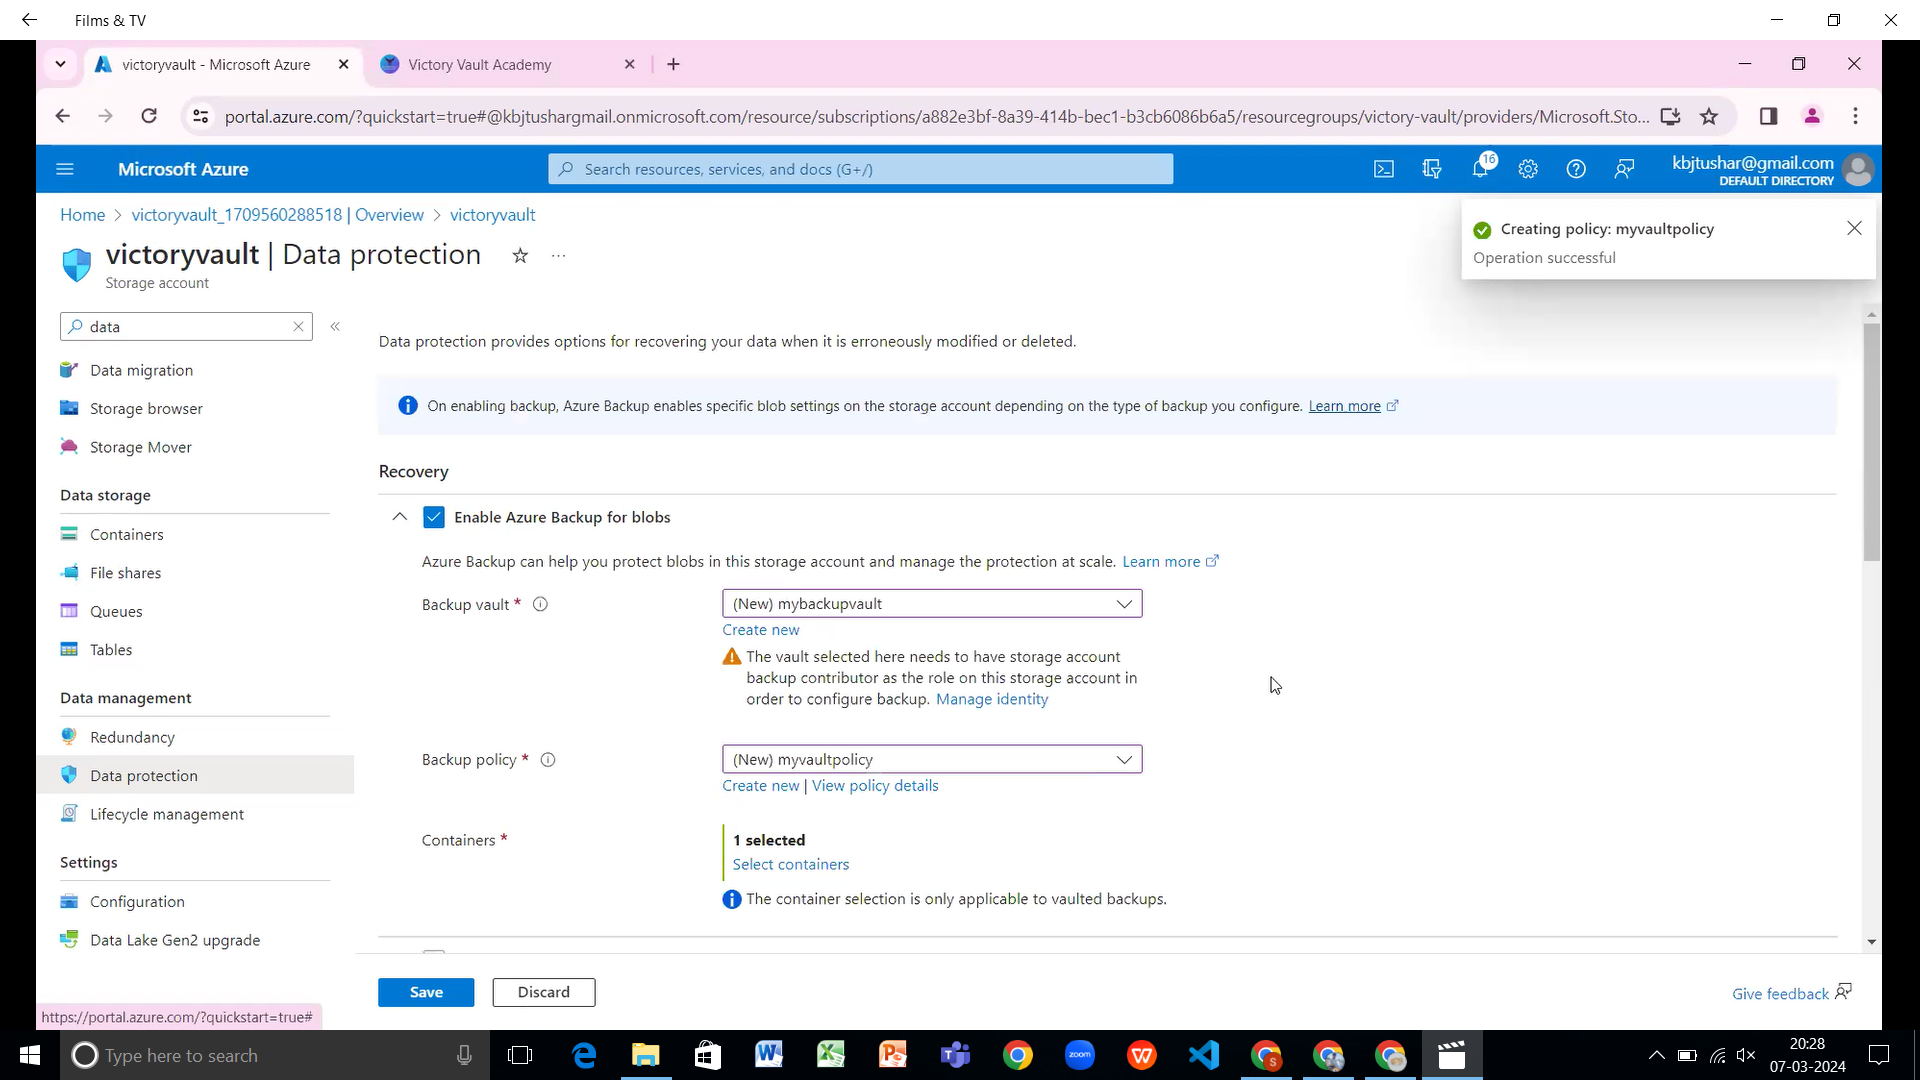 Films & TV
victoryvault - Microsoft Azure
Victory Vault Academy
portal.azure.com/?quickstart=true#@kbjtushargmail.onmicrosoft.com/resource/subscriptions/a882e3bf-8a39-414b-bec1-b3cb6086b6a5/resourcegroups/victory-vault/providers/Microsoft.Sto...
Microsoft Azure
Search resources, services, and docs (G+/)
16
kbjtushar@gmail.com
DEFAULT DIRECTORY
Home > victoryvault_1709560288518 | Overview > victoryvault
victoryvault | Data protection
Storage account
Creating policy: myvaultpolicy
Operation successful
data
Data migration
Storage browser
Storage Mover
Data storage
Containers
File shares
Queues
Tables
Data management
Redundancy
Data protection
Lifecycle management
Settings
Configuration
Data Lake Gen2 upgrade
Data protection provides options for recovering your data when it is erroneously modified or deleted.
On enabling backup, Azure Backup enables specific blob settings on the storage account depending on the type of backup you configure. Learn more
Recovery
Enable Azure Backup for blobs
Azure Backup can help you protect blobs in this storage account and manage the protection at scale. Learn more
Backup vault *
(New) mybackupvault
Create new
The vault selected here needs to have storage account
backup contributor as the role on this storage account in
order to configure backup. Manage identity
Backup policy *
(New) myvaultpolicy
Create new | View policy details
Containers *
1 selected
Select containers
The container selection is only applicable to vaulted backups.
Save
Discard
Give feedback
https://portal.azure.com/?quickstart=true#
Type here to search
zoom
20:28
07-03-2024